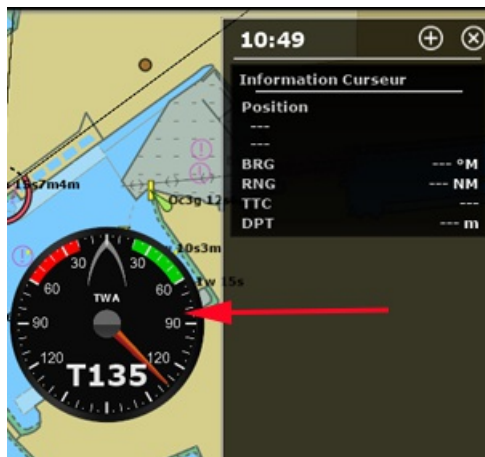 10:49
Information Curseur
Position
---
---
BRG --- °M
RNG --- NM
TTC ---
DPT --- m
15s7m4m
Oc3g 12s
10s3m
1w 15s
30 30
60 60
TWA
90 90
120 120
T135